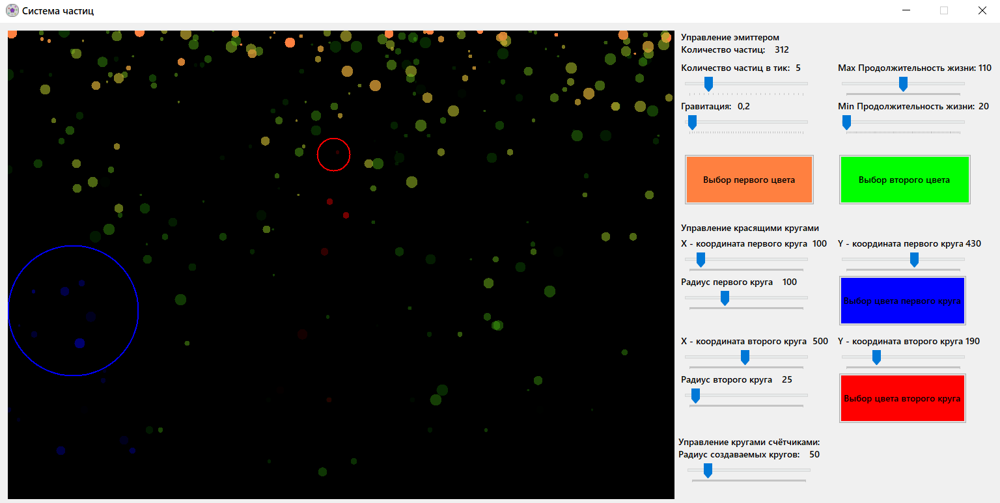 Система частиц
Управление эмиттером
Количество частиц: 312
Количество частиц в тик: 5
Max Продолжительность жизни: 110
Гравитация: 0,2
Min Продолжительность жизни: 20
Выбор первого цвета
Выбор второго цвета
Управление красящими кругами
X - координата первого круга 100
Y - координата первого круга 430
Радиус первого круга 100
Выбор цвета первого круга
X - координата второго круга 500
Y - координата второго круга 190
Радиус второго круга 25
Выбор цвета второго круга
Управление кругами счётчиками:
Радиус создаваемых кругов: 50